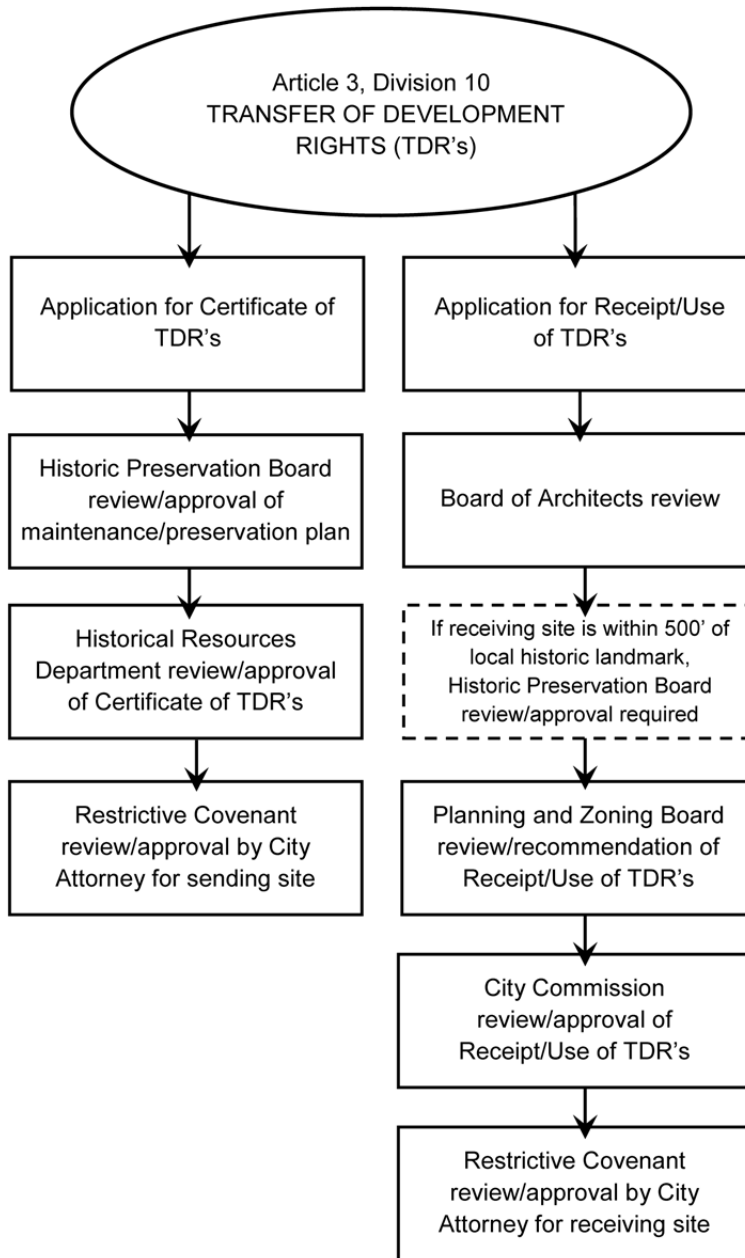 Article 3, Division 10
TRANSFER OF DEVELOPMENT
RIGHTS (TDR's)
Application for Certificate of
TDR's
Historic Preservation Board
review/approval of
maintenance/preservation plan
Historical Resources
Department review/approval
of Certificate of TDR's
Restrictive Covenant
review/approval by City
Attorney for sending site
Application for Receipt/Use
of TDR's
Board of Architects review
If receiving site is within 500' of
local historic landmark,
Historic Preservation Board
review/approval required
Planning and Zoning Board
review/recommendation of
Receipt/Use of TDR's
City Commission
review/approval of
Receipt/Use of TDR's
Restrictive Covenant
review/approval by City
Attorney for receiving site